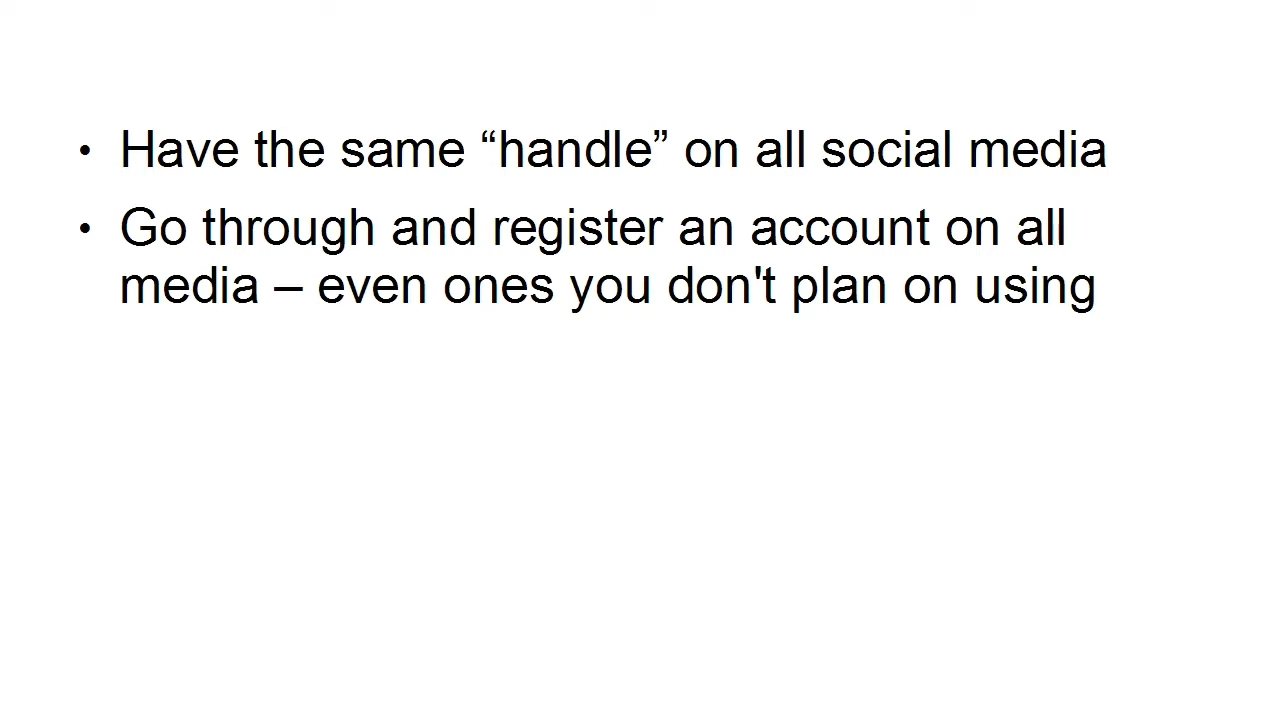 • Have the same “handle” on all social media
• Go through and register an account on all
media – even ones you don't plan on using